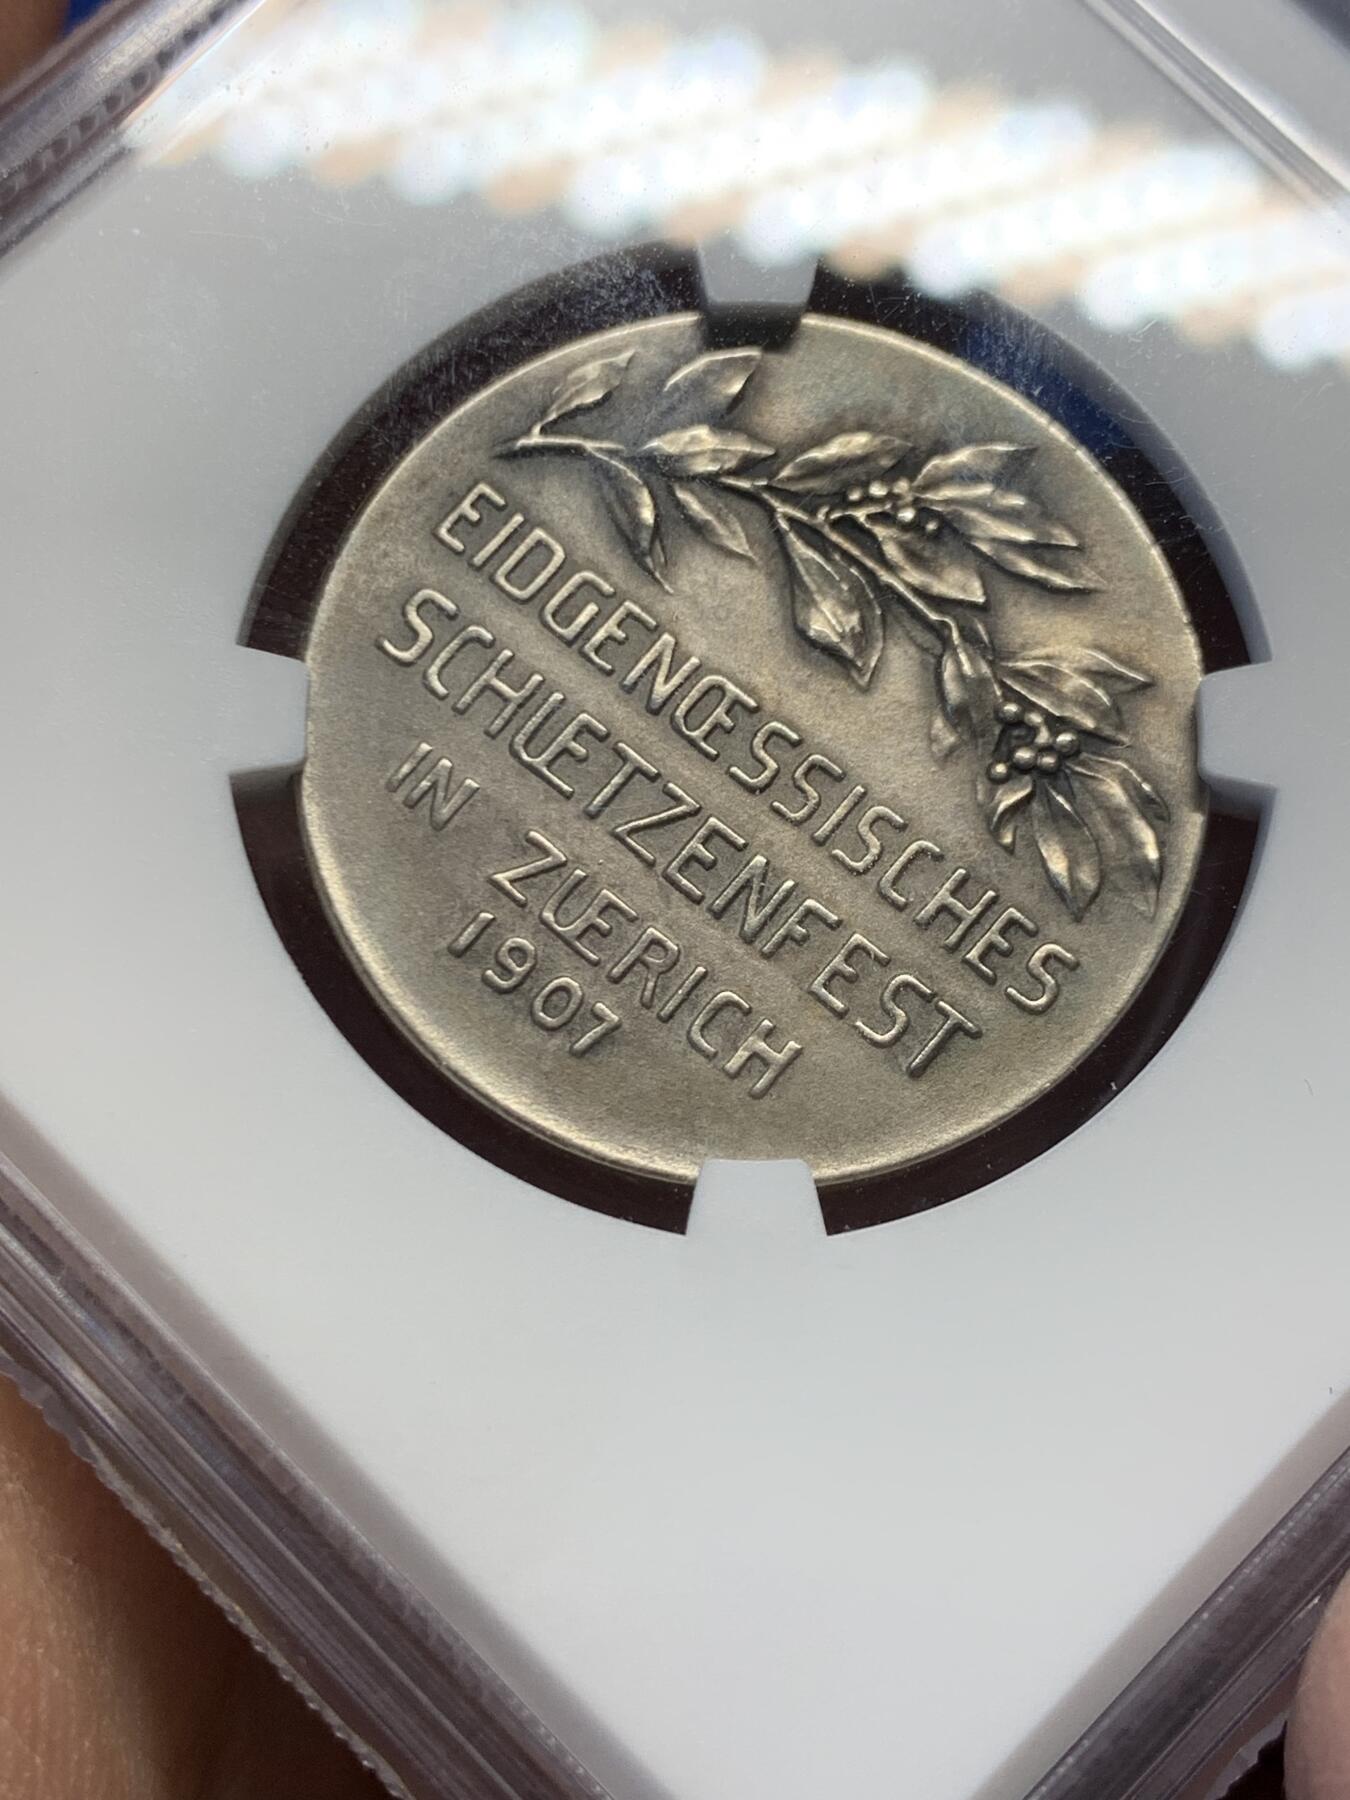 EIDGENŒSSISCHES
SCHUETZENFEST
IN ZUERICH
1907